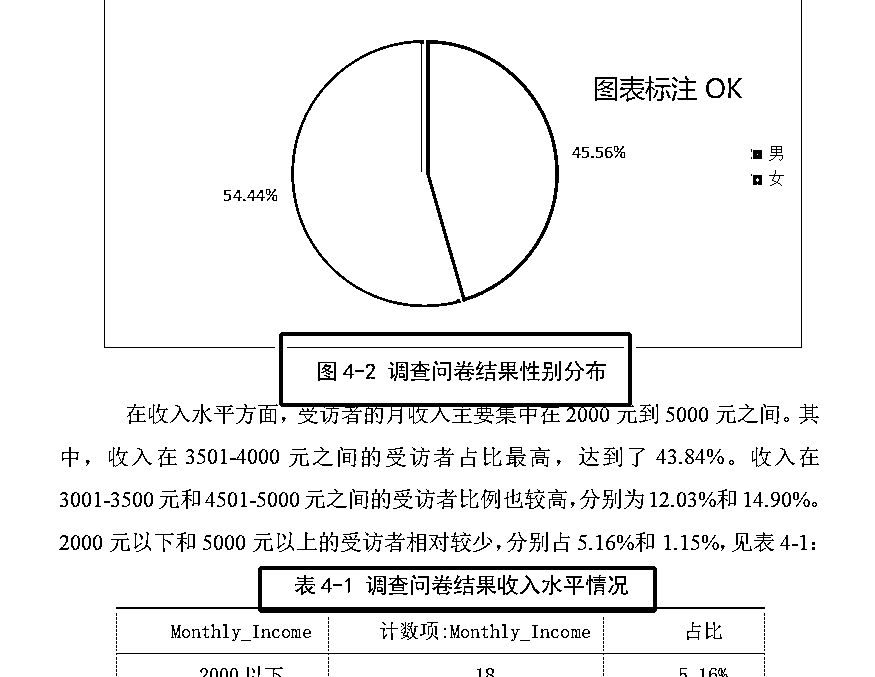 图表标注 OK
45.56%
男
女
54.44%
图 4-2 调查问卷结果性别分布
在收入水平方面，受访者的月收入主要集中在 2000 元到 5000 元之间。其
中，收入在 3501-4000 元之间的受访者占比最高，达到了 43.84%。收入在
3001-3500 元和 4501-5000 元之间的受访者比例也较高，分别为 12.03%和 14.90%。
2000 元以下和 5000 元以上的受访者相对较少，分别占 5.16%和 1.15%，见表 4-1：
表 4-1 调查问卷结果收入水平情况
Monthly_Income 计数项:Monthly_Income 占比
2000 以下 18 5.16%